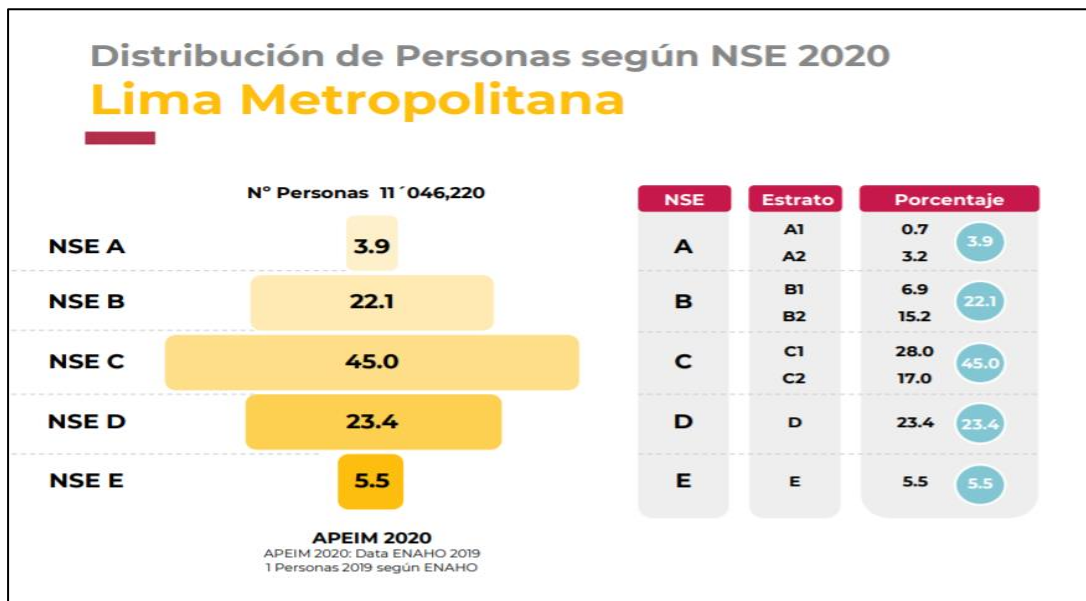 Distribución de Personas según NSE 2020
Lima Metropolitana
Nº Personas 11´046,220
NSE A 3.9
NSE B 22.1
NSE C 45.0
NSE D 23.4
NSE E 5.5
APEIM 2020
APEIM 2020: Data ENAHO 2019
1 Personas 2019 según ENAHO
NSE Estrato Porcentaje
A1 0.7
A 3.9
A2 3.2
B1 6.9
B 22.1
B2 15.2
C1 28.0
C 45.0
C2 17.0
D D 23.4 23.4
E E 5.5 5.5